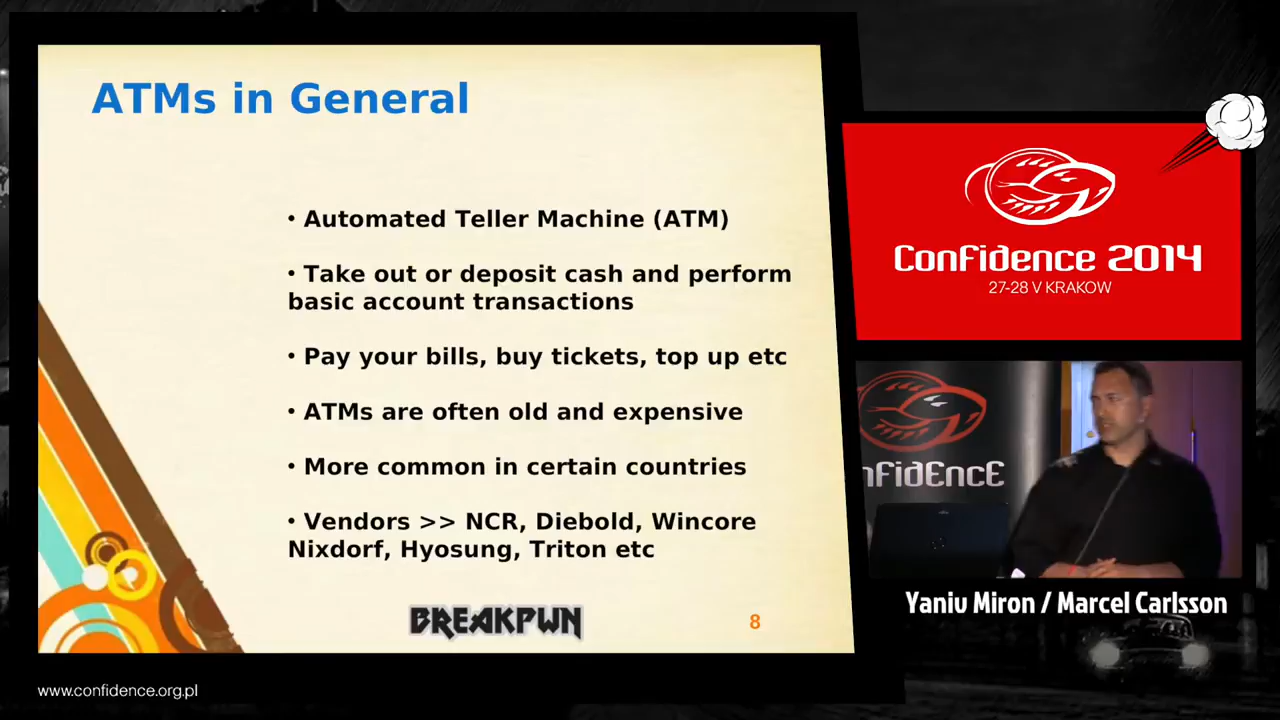 ATMs in General
• Automated Teller Machine (ATM)
• Take out or deposit cash and perform
basic account transactions
• Pay your bills, buy tickets, top up etc
• ATMs are often old and expensive
• More common in certain countries
• Vendors >> NCR, Diebold, Wincore
Nixdorf, Hyosung, Triton etc
BREAKPWN
8
ConFidence 2014
27-28 V KRAKOW
nFidEncE
Yaniv Miron / Marcel Carlsson
www.confidence.org.pl